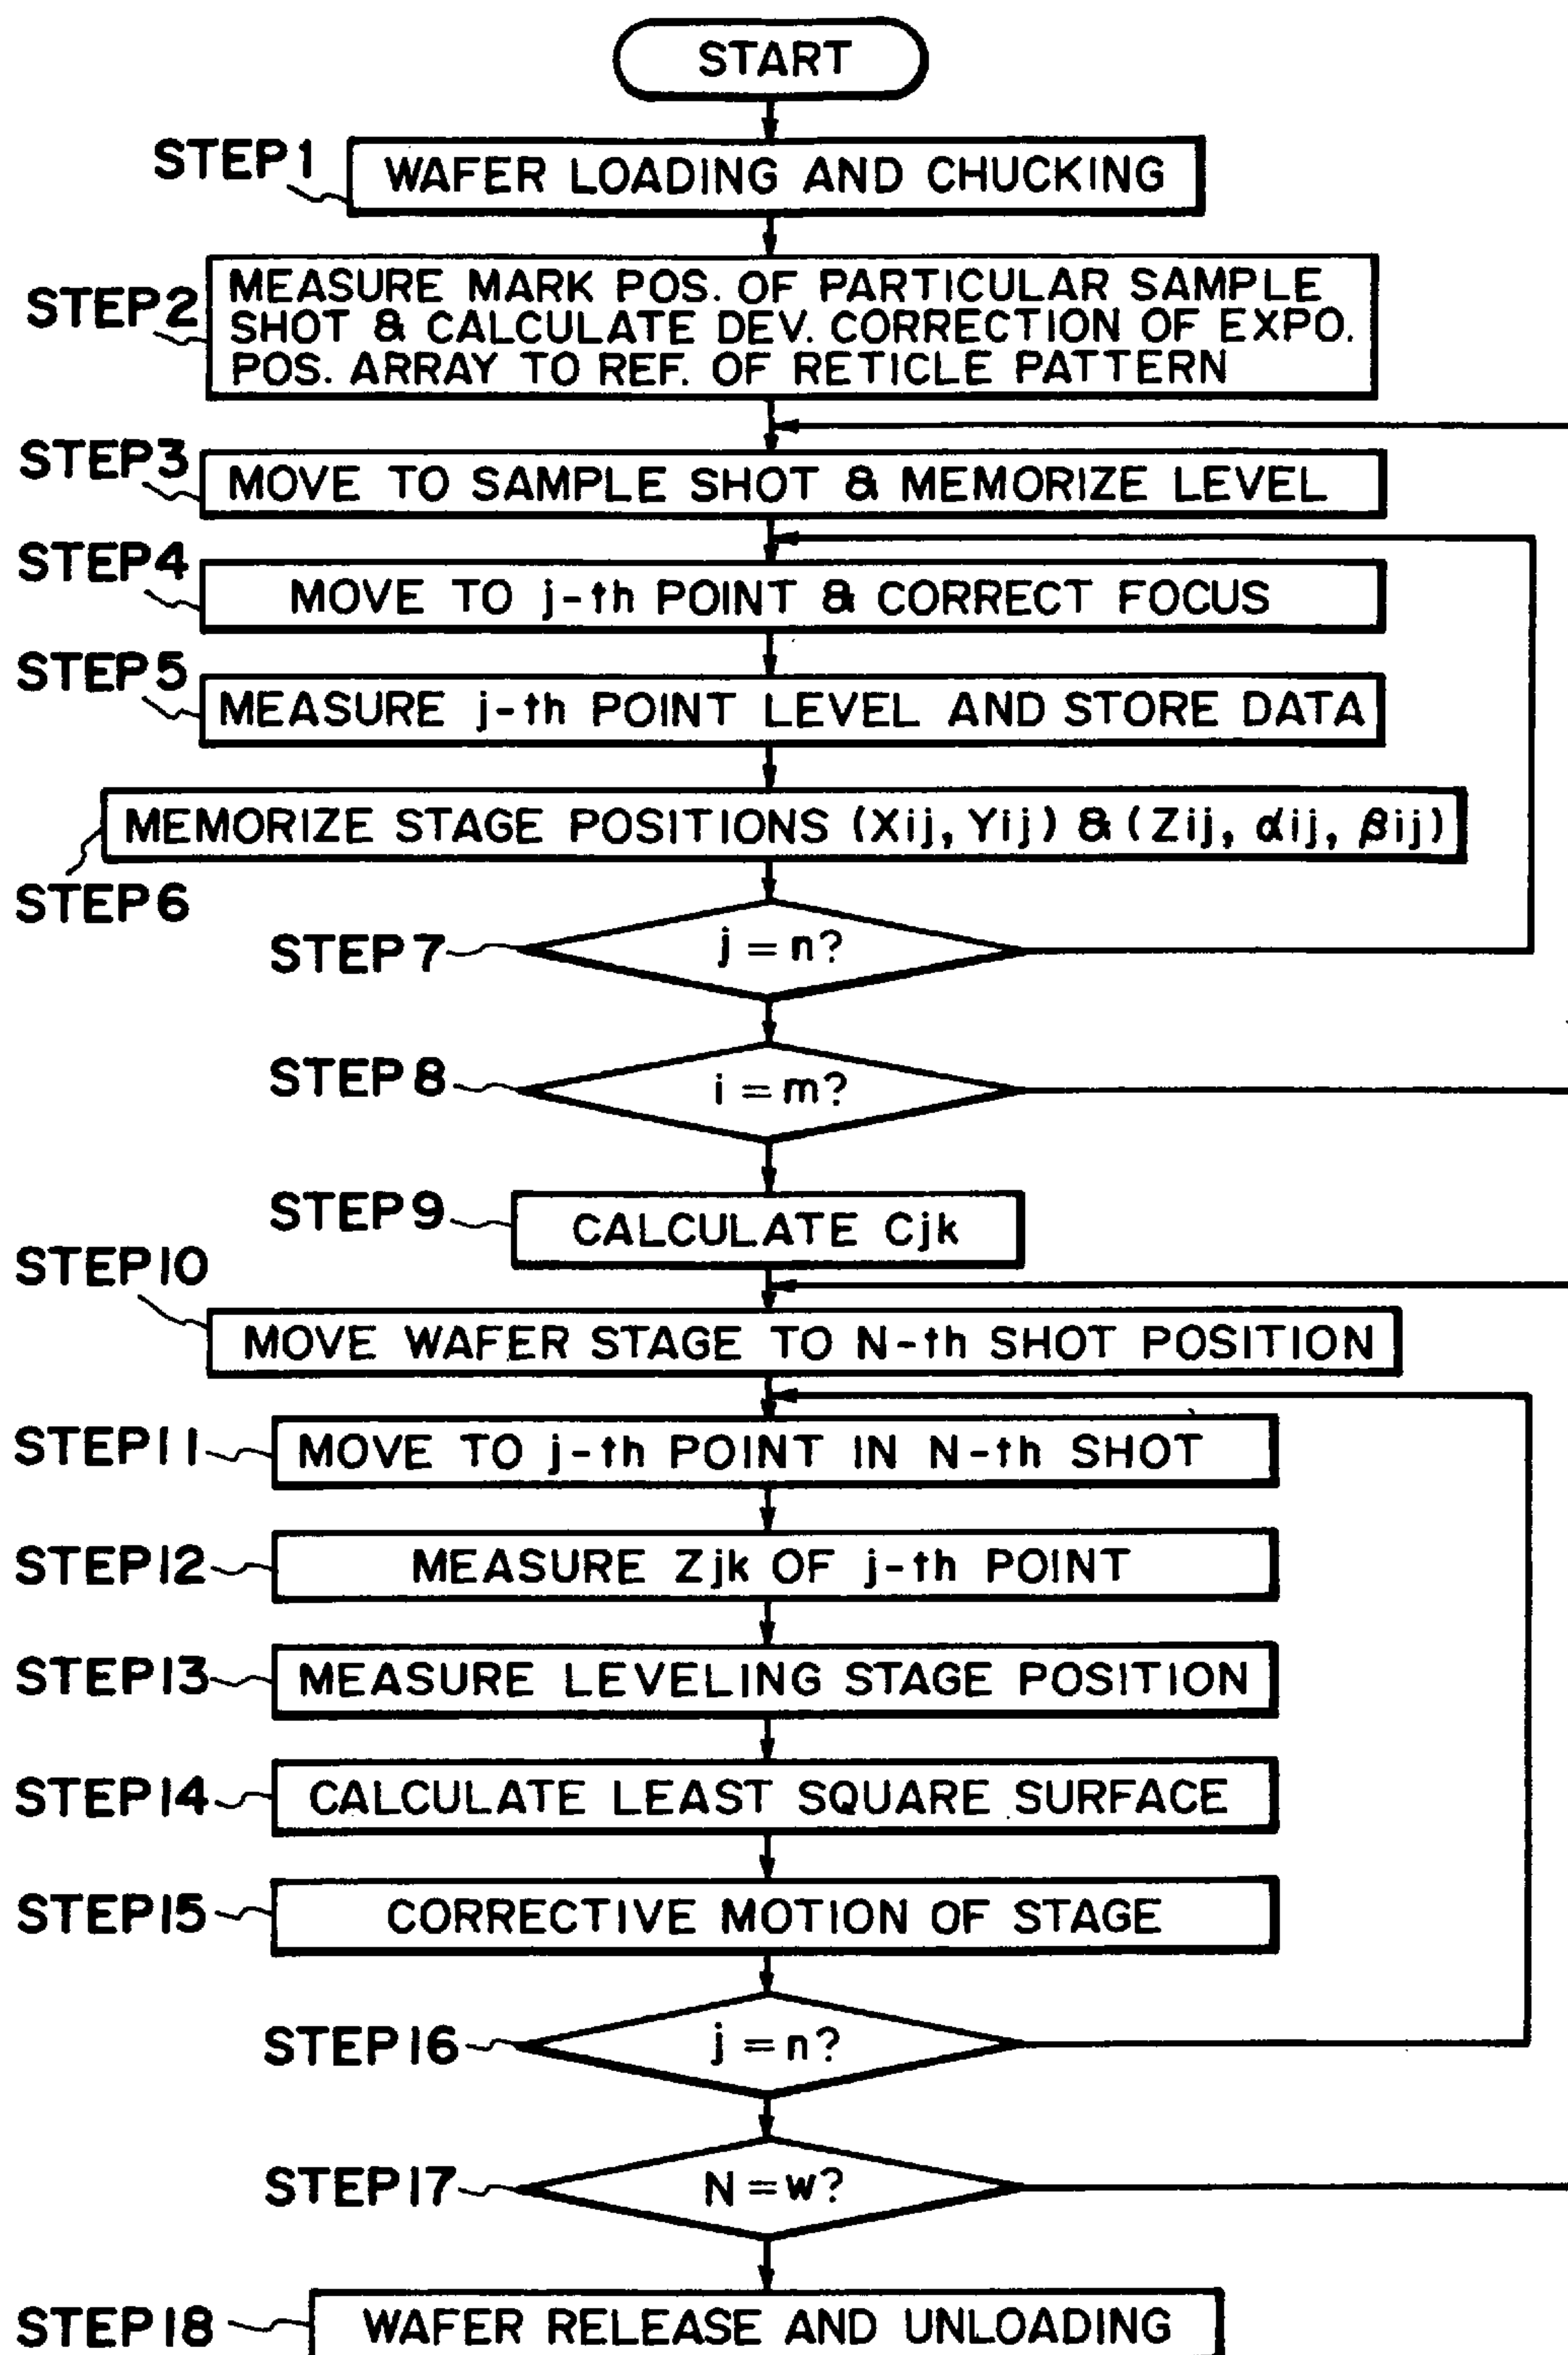 START
STEP1
WAFER LOADING AND CHUCKING
STEP2
MEASURE MARK POS. OF PARTICULAR SAMPLE
SHOT & CALCULATE DEV. CORRECTION OF EXPO.
POS. ARRAY TO REF. OF RETICLE PATTERN
STEP3
MOVE TO SAMPLE SHOT & MEMORIZE LEVEL
STEP4
MOVE TO j-th POINT & CORRECT FOCUS
STEP5
MEASURE j-th POINT LEVEL AND STORE DATA
MEMORIZE STAGE POSITIONS (Xij, Yij) & (Zij, αij, βij)
STEP6
STEP7
j = n?
STEP8
i = m?
STEP9
CALCULATE Cjk
STEP10
MOVE WAFER STAGE TO N-th SHOT POSITION
STEP11
MOVE TO j-th POINT IN N-th SHOT
STEP12
MEASURE Zjk OF j-th POINT
STEP13
MEASURE LEVELING STAGE POSITION
STEP14
CALCULATE LEAST SQUARE SURFACE
STEP15
CORRECTIVE MOTION OF STAGE
STEP16
j = n?
STEP17
N = w?
STEP18
WAFER RELEASE AND UNLOADING